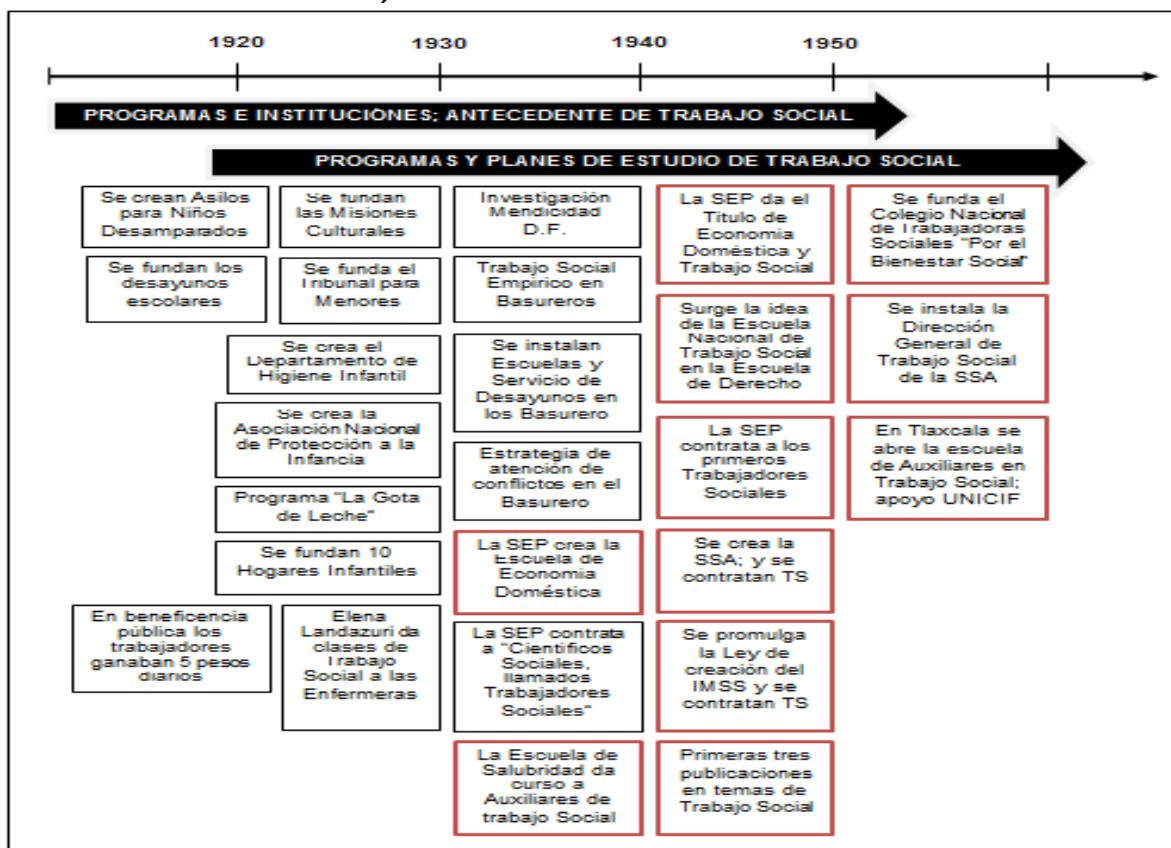 1920
1930
1940
1950
PROGRAMAS E INSTITUCIONES; ANTECEDENTE DE TRABAJO SOCIAL
PROGRAMAS Y PLANES DE ESTUDIO DE TRABAJO SOCIAL
Se crean Asilos
para Niños
Desamparados
Se fundan los
desayunos
escolares
En beneficencia
pública los
trabajadores
ganaban 5 pesos
diarios
Se fundan
las Misiones
Culturales
Se funda el
Tribunal para
Menores
Se crea el
Departamento de
Higiene Infantil
Se crea la
Asociación Nacional
de Protección a la
Infancia
Programa "La Gota
de Leche"
Se fundan 10
Hogares Infantiles
Elena
Landazuri da
clases de
Trabajo
Social a las
Enfermeras
Investigación
Mendicidad
D.F.
Trabajo Social
Empírico en
Basureros
Se instalan
Escuelas y
Servicio de
Desayunos en
los Basurero
Estrategia de
atención de
conflictos en el
Basurero
La SEP crea la
Escuela de
Economia
Doméstica
La SEP contrata
a "Científicos
Sociales,
llamados
Trabajadores
Sociales"
La Escuela de
Salubridad da
curso a
Auxiliares de
trabajo Social
La SEP da el
Titulo de
Economia
Doméstica y
Trabajo Social
Surge la idea
de la Escuela
Nacional de
Trabajo Social
en la Escuela
de Derecho
La SEP
contrata a los
primeros
Trabajadores
Sociales
Se crea la
SSA; y se
contratan TS
Se promulga
la Ley de
creación del
IMSS y se
contratan TS
Primeras tres
publicaciones
en temas de
Trabajo Social
Se funda el
Colegio Nacional
de Trabajadoras
Sociales "Por el
Bienestar Social"
Se instala la
Dirección
General de
Trabajo Social
de la SSA
En Tlaxcala se
abre la escuela
de Auxiliares en
Trabajo Social;
apoyo UNICIF